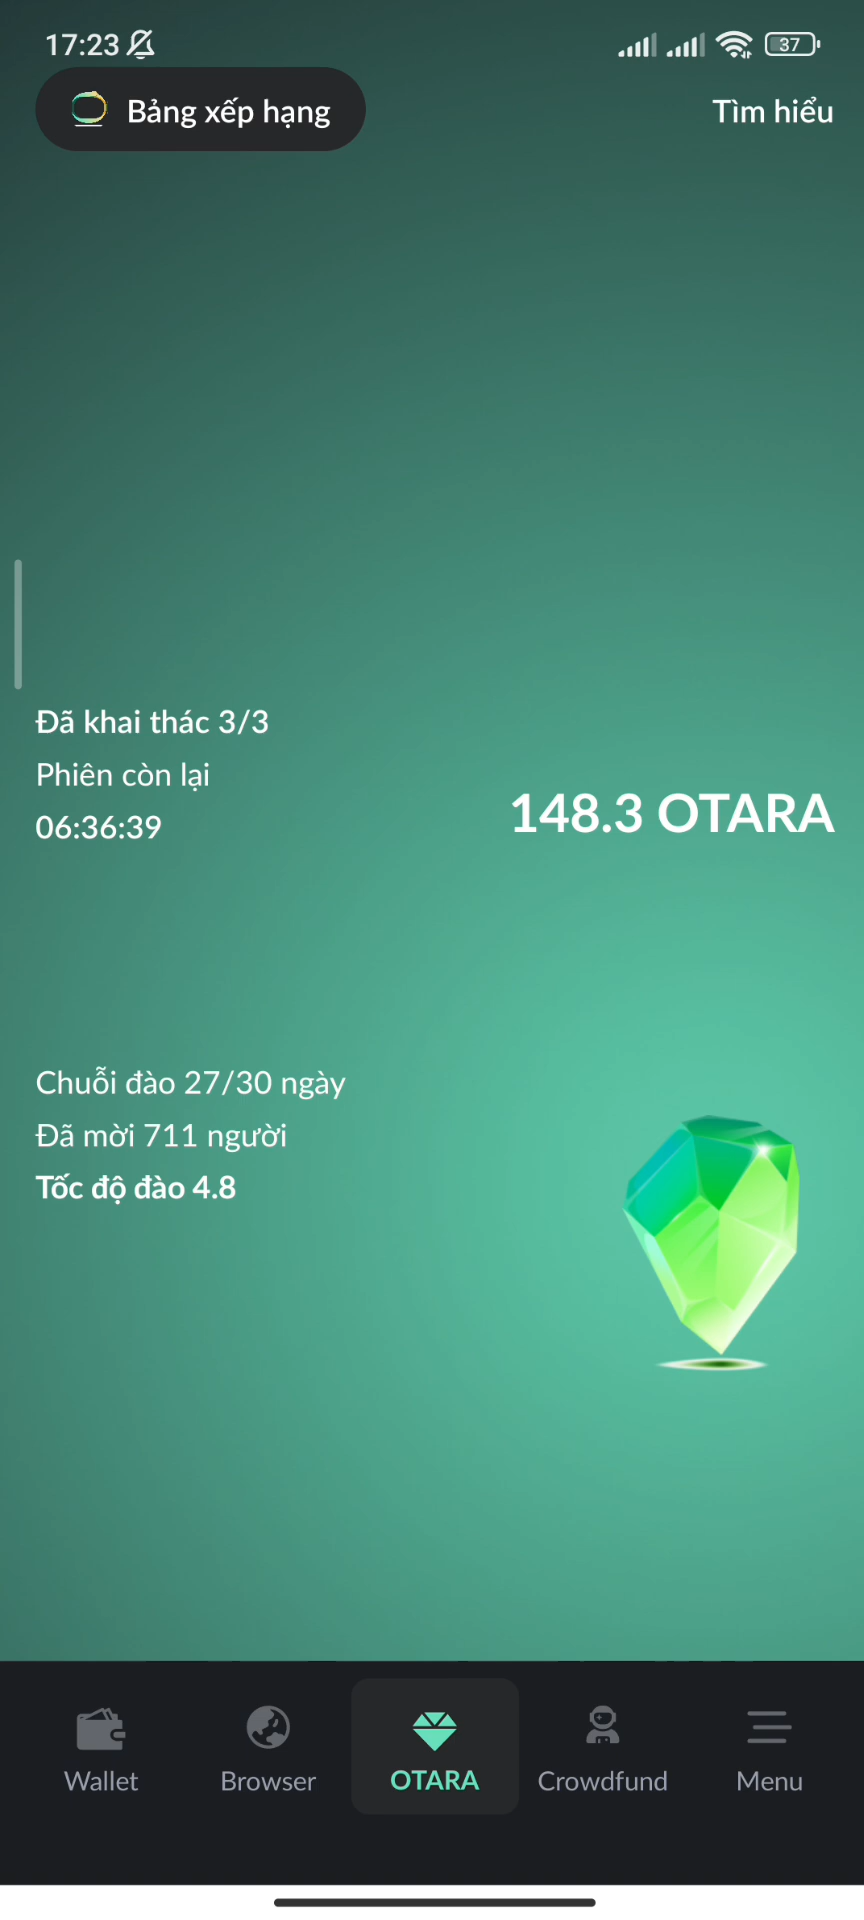 17:23
37
Bảng xếp hạng
Tìm hiểu
Đã khai thác 3/3
Phiên còn lại
06:36:39
148.3 OTARA
Chuỗi đào 27/30 ngày
Đã mời 711 người
Tốc độ đào 4.8
Wallet
Browser
OTARA
Crowdfund
Menu